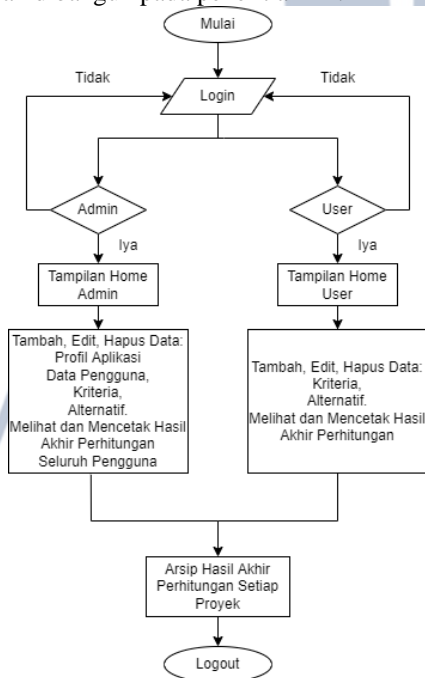 Mulai
Tidak
Tidak
Login
Admin
User
Iya
Iya
Tampilan Home
Admin
Tampilan Home
User
Tambah, Edit, Hapus Data:
Profil Aplikasi
Data Pengguna,
Kriteria,
Alternatif.
Melihat dan Mencetak Hasil
Akhir Perhitungan
Seluruh Pengguna
Tambah, Edit, Hapus Data:
Kriteria,
Alternatif.
Melihat dan Mencetak Hasil
Akhir Perhitungan
Arsip Hasil Akhir
Perhitungan Setiap
Proyek
Logout